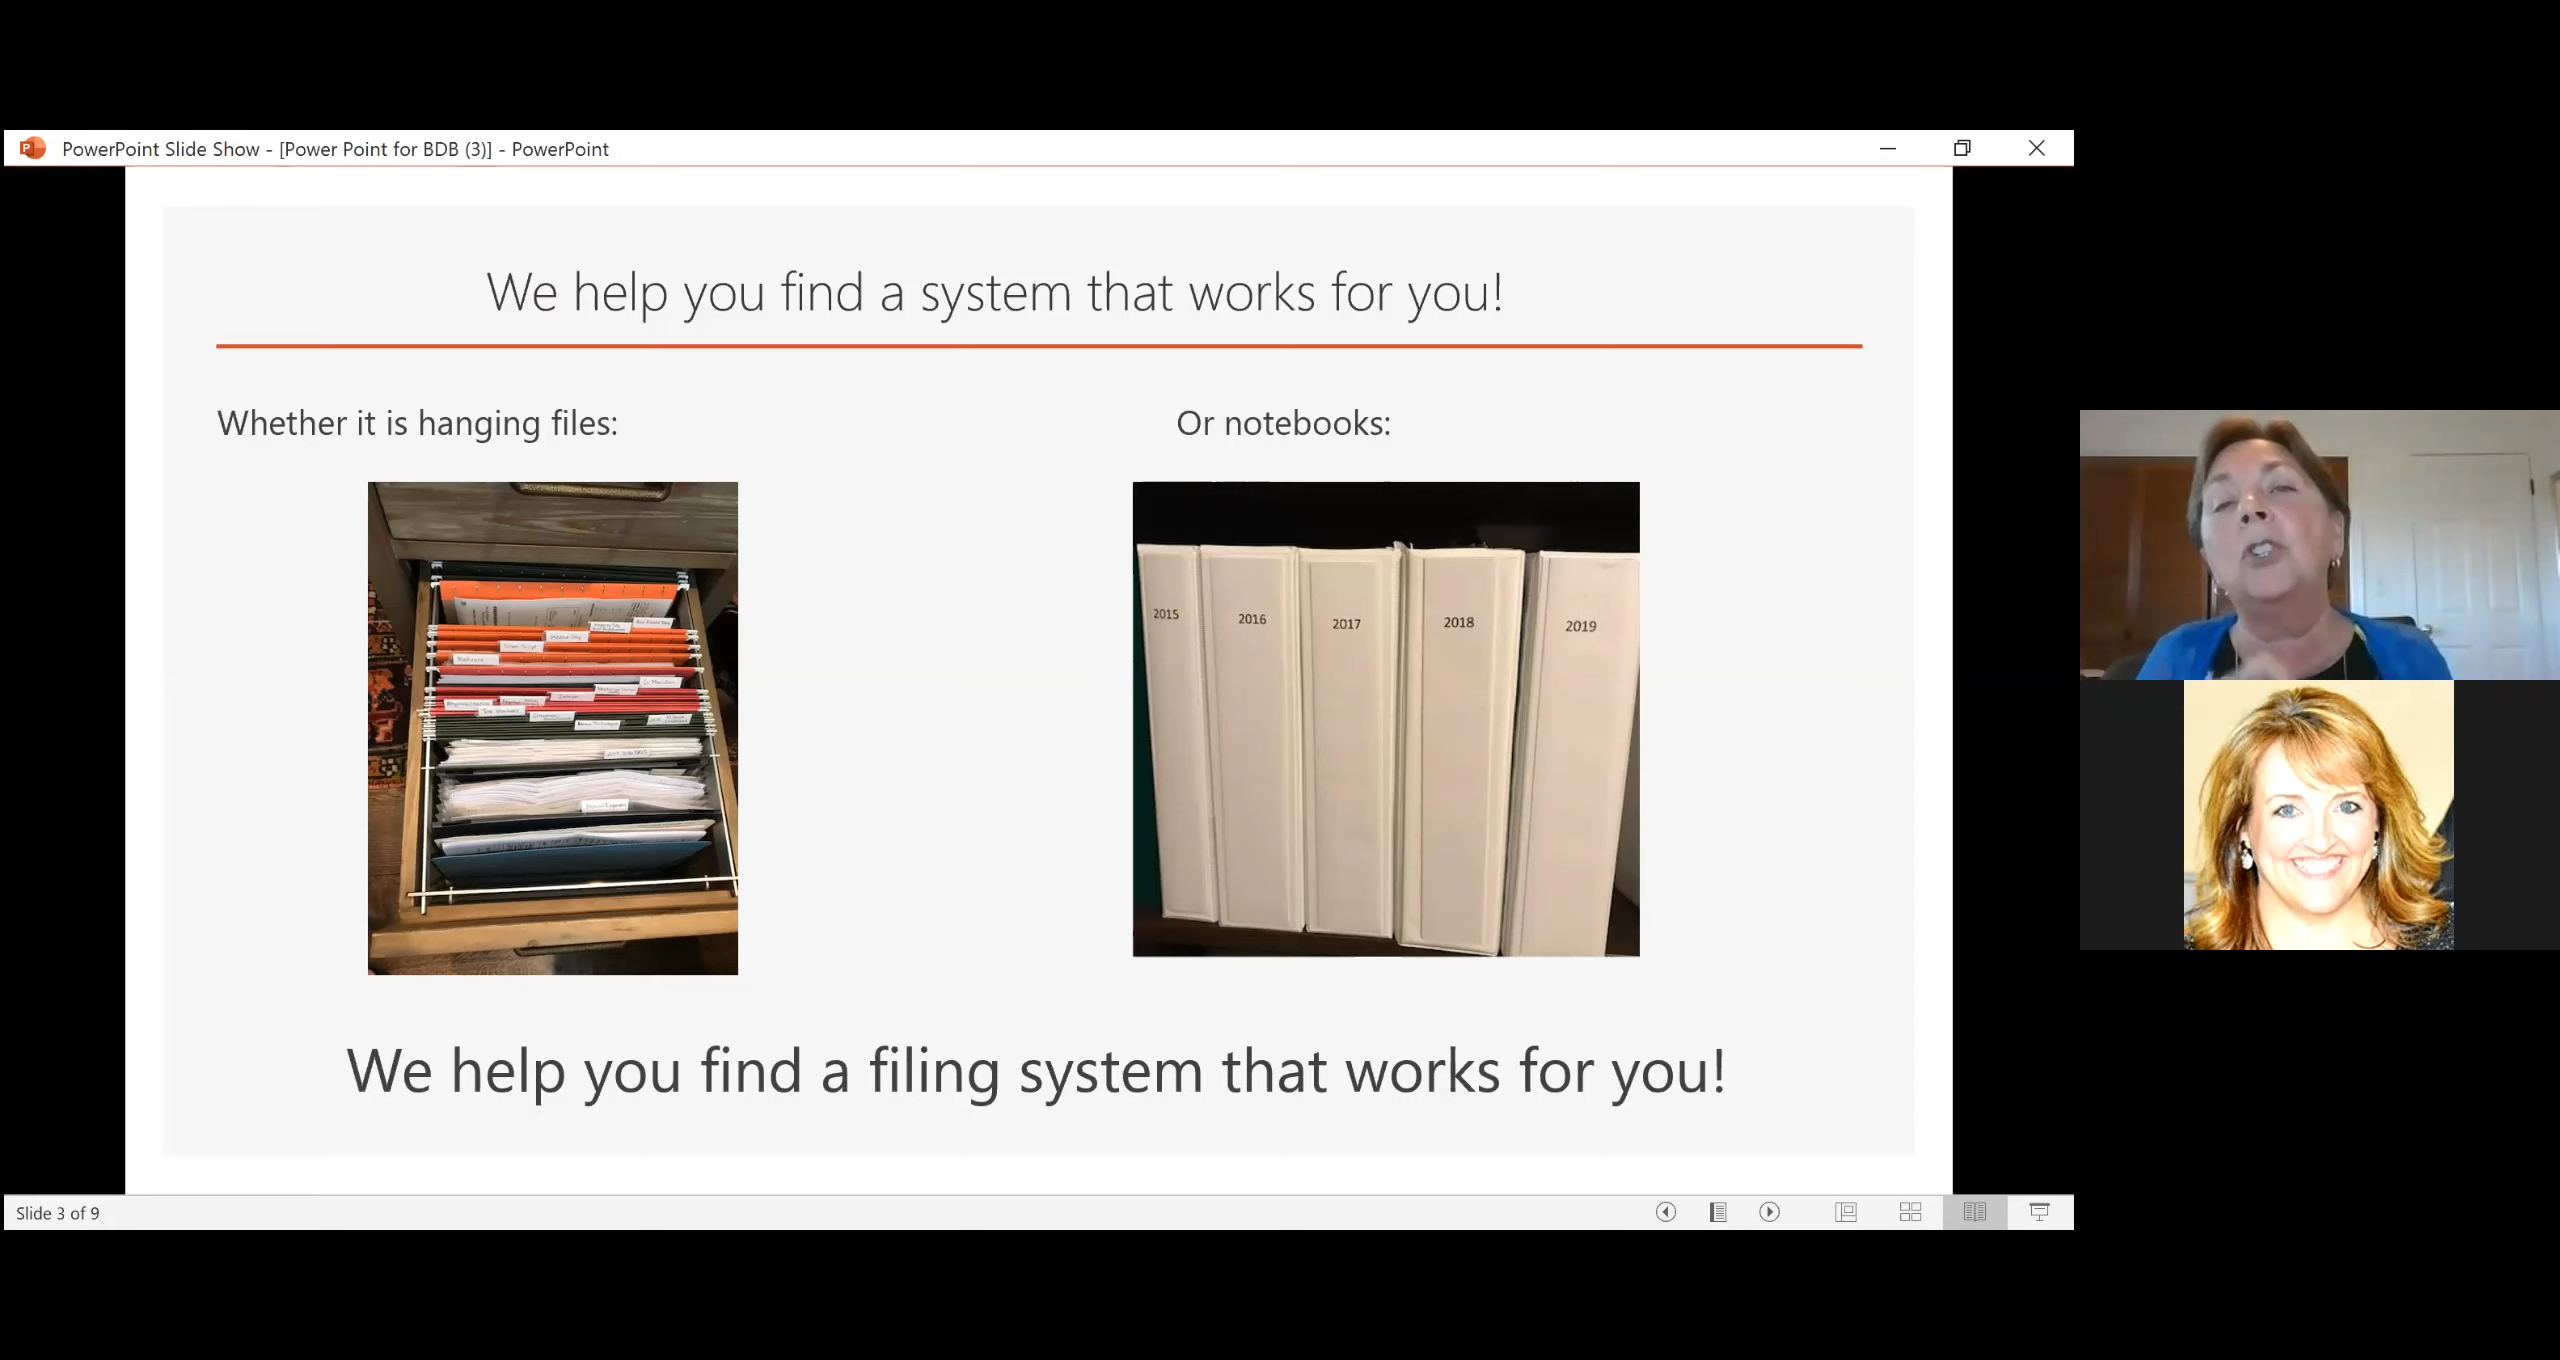 PowerPoint Slide Show - [Power Point for BDB (3)] - PowerPoint
We help you find a system that works for you!
Whether it is hanging files:
Or notebooks:
2015
2016
2017
2018
2019
We help you find a filing system that works for you!
Slide 3 of 9